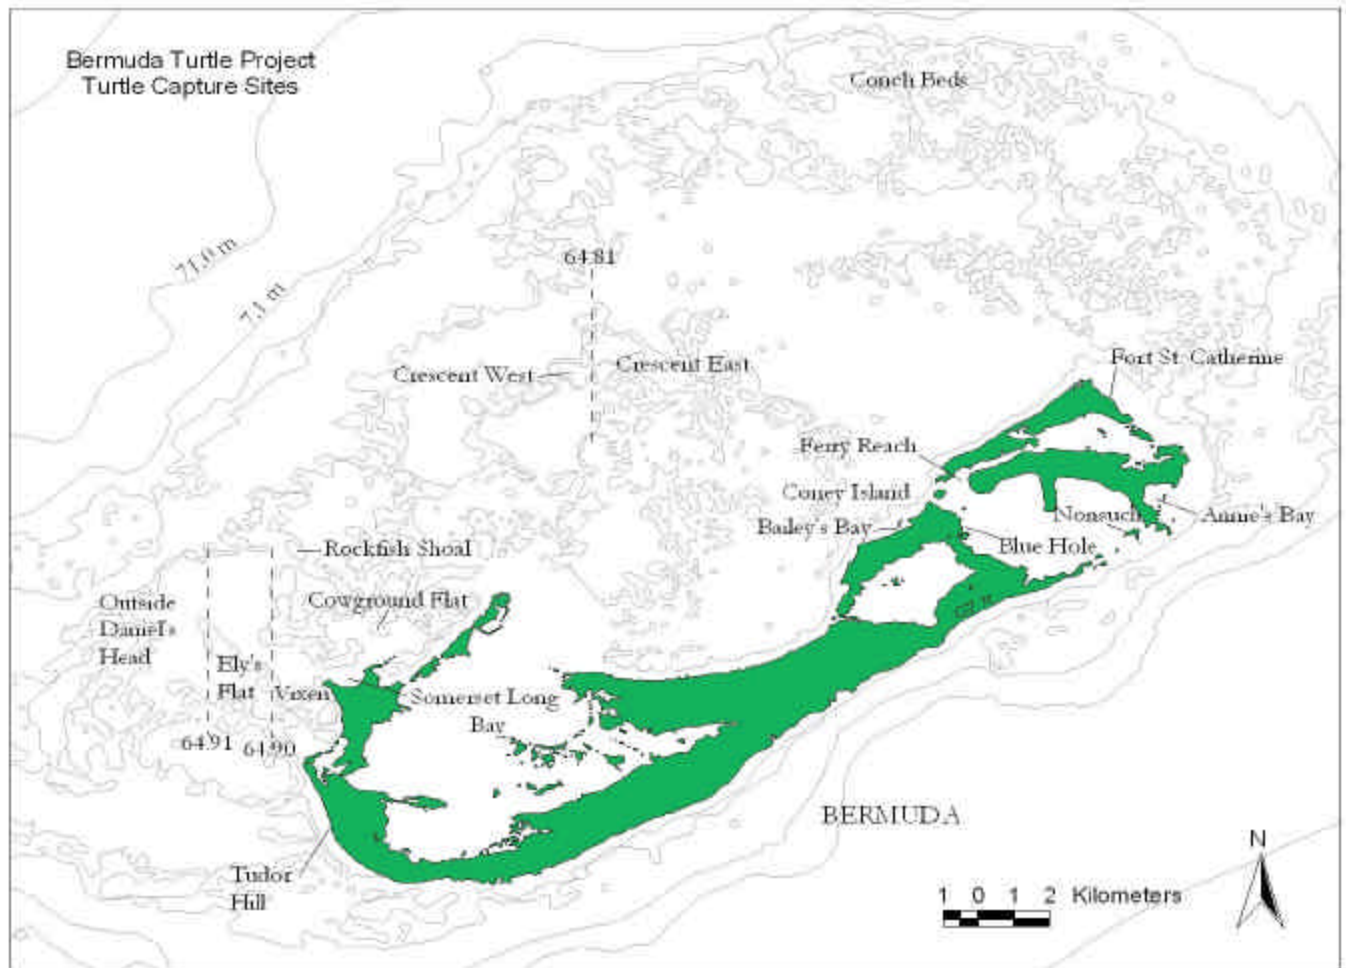 Bermuda Turtle Project
Turtle Capture Sites
Conch Beds
71.0 m
7.1 m
64.81
Crescent West
Crescent East
Fort St. Catherine
Ferry Reach
Coney Island
Bailey's Bay
Nonsuch
Annie's Bay
Blue Hole
Rockfish Shoal
Cowground Flat
Outside
Daniel's
Head
Ely's
Flat
Vixen
Somerset Long
Bay
64.91
64.90
BERMUDA
Tudor
Hill
N
1 0 1 2 Kilometers